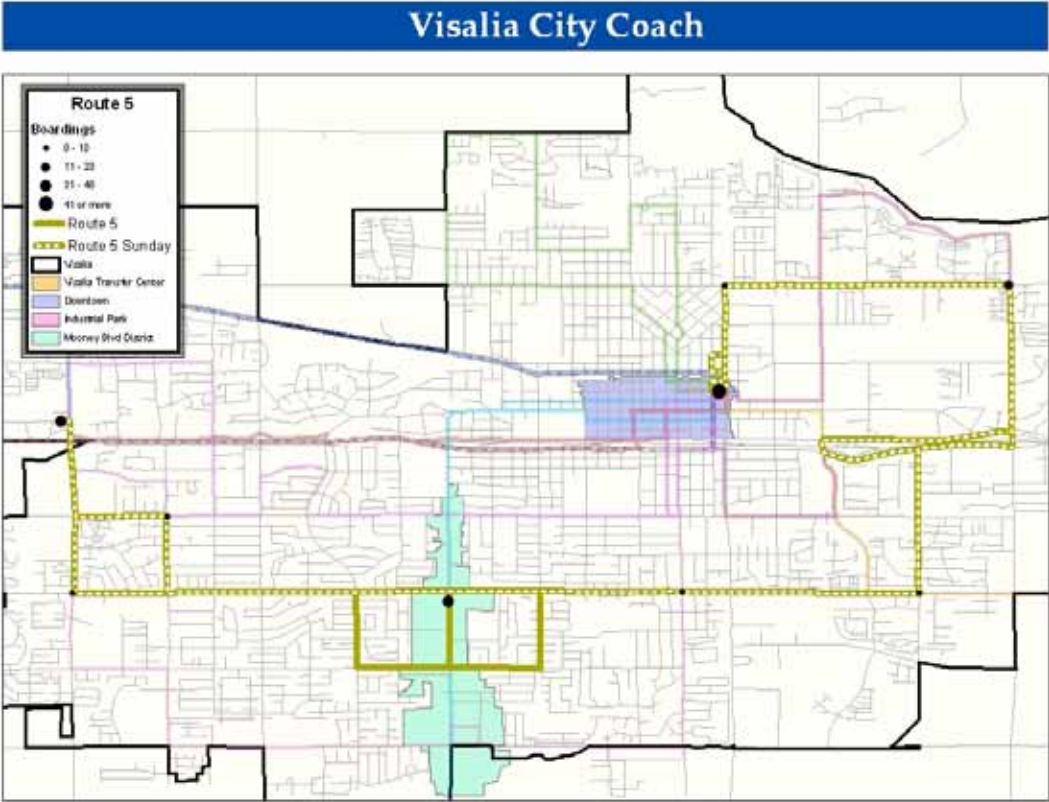 Visalia City Coach
Route 5
Boardings
0 - 10
11 - 20
21 - 40
41 or more
Route 5
Route 5 Sunday
Visalia
Visalia Transfer Center
Downtown
Industrial Park
Mooney Blvd District